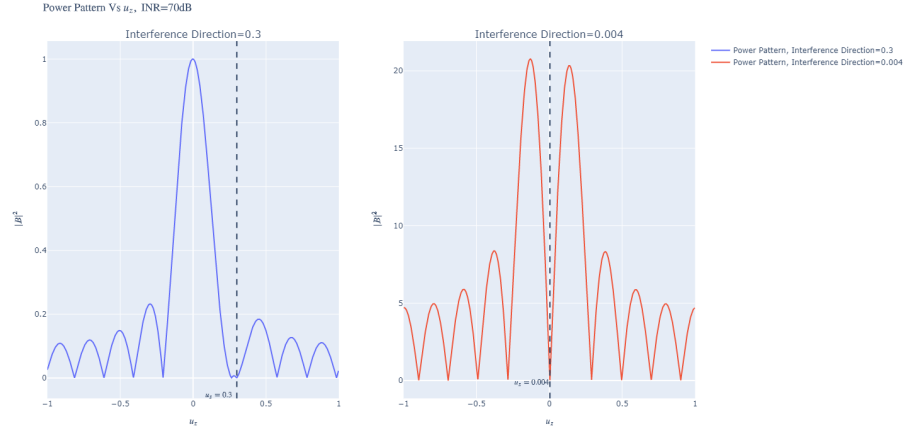 Power Pattern Vs u_z, INR=70dB
Interference Direction=0.3
Interference Direction=0.004
Power Pattern, Interference Direction=0.3
Power Pattern, Interference Direction=0.004
1
0.8
0.6
0.4
0.2
0
|B|²
u_z = 0.3
−1
−0.5
0
0.5
1
u_z
20
15
10
5
0
u_z = 0.004
−1
−0.5
0
0.5
1
u_z